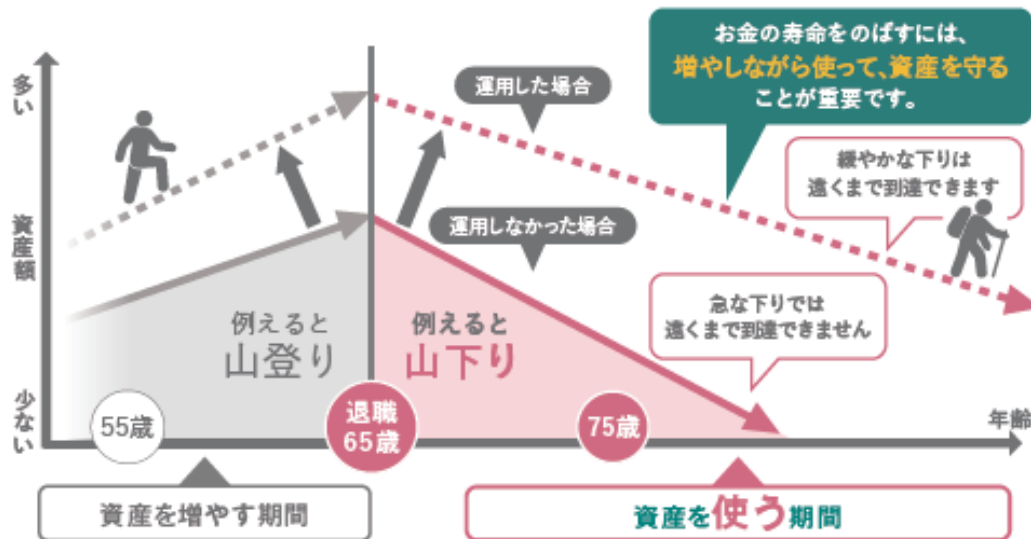 お金の寿命をのばすには、
増やしながら使って、資産を守る
ことが重要です。
多い
資産額
少ない
運用した場合
運用しなかった場合
緩やかな下りは
遠くまで到達できます
急な下りでは
遠くまで到達できません
例えると
山登り
例えると
山下り
55歳
退職
65歳
75歳
年齢
資産を増やす期間
資産を使う期間